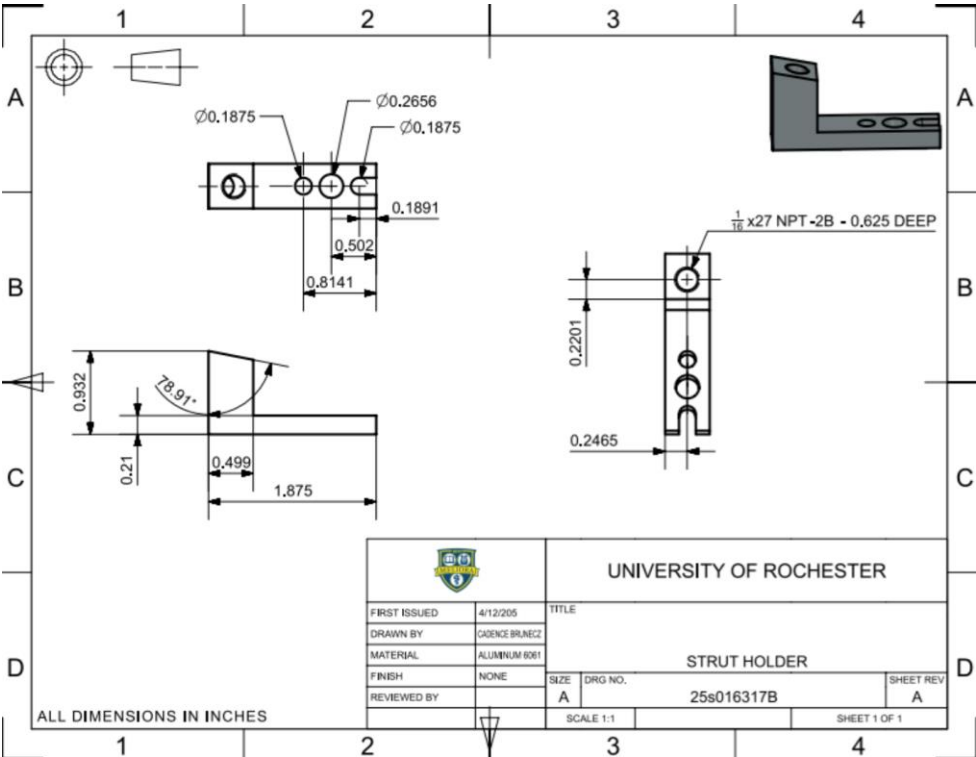 1 2 3 4
A A
Ø0.1875
Ø0.2656
Ø0.1875
0.1891
0.502
0.8141
1/16 x27 NPT -2B - 0.625 DEEP
B B
0.2201
0.932
78.91°
0.21
0.499
1.875
0.2465
C C
MELIORA
UNIVERSITY OF ROCHESTER
FIRST ISSUED 4/12/205
TITLE
DRAWN BY CADENCE BRUNECZ
MATERIAL ALUMINUM 6061
STRUT HOLDER
FINISH NONE
SIZE DRG NO. SHEET REV
REVIEWED BY
A 25s016317B A
D D
ALL DIMENSIONS IN INCHES
SCALE 1:1 SHEET 1 OF 1
1 2 3 4